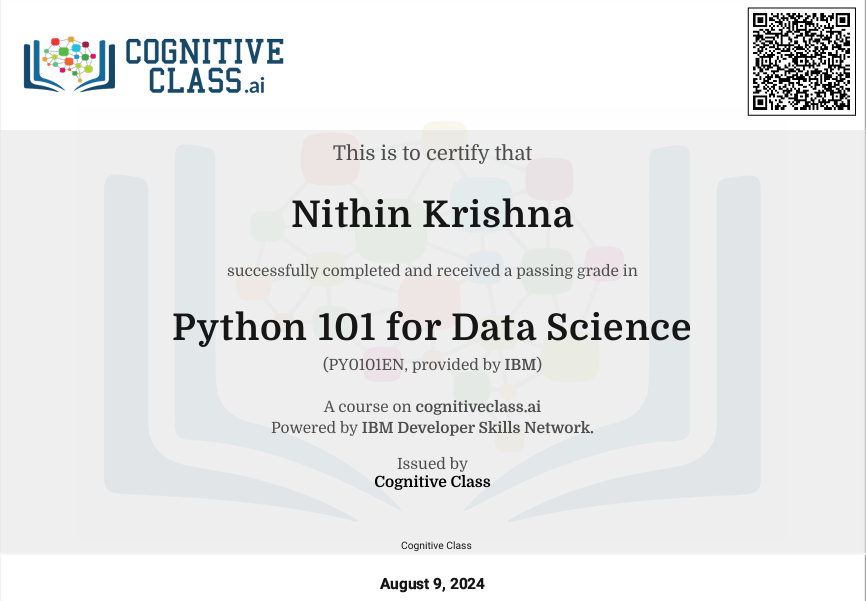 COGNITIVE
CLASS.ai
This is to certify that
Nithin Krishna
successfully completed and received a passing grade in
Python 101 for Data Science
(PY0101EN, provided by IBM)
A course on cognitiveclass.ai
Powered by IBM Developer Skills Network.
Issued by
Cognitive Class
Cognitive Class
August 9, 2024